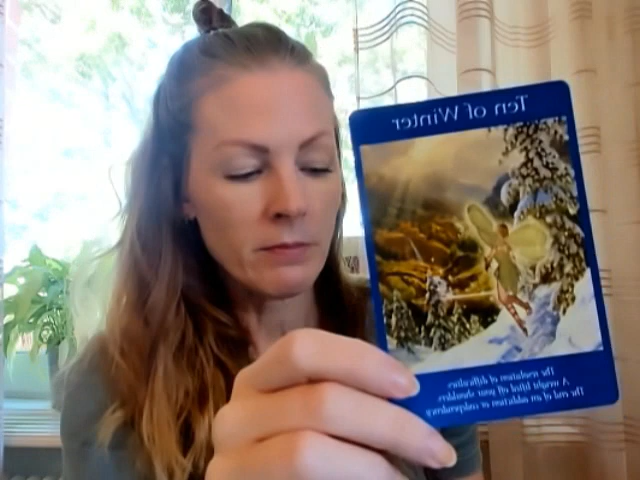 Ten of Winter
The resolution of difficulties.
A weight lifted off your shoulders.
The end of an addiction or codependency.